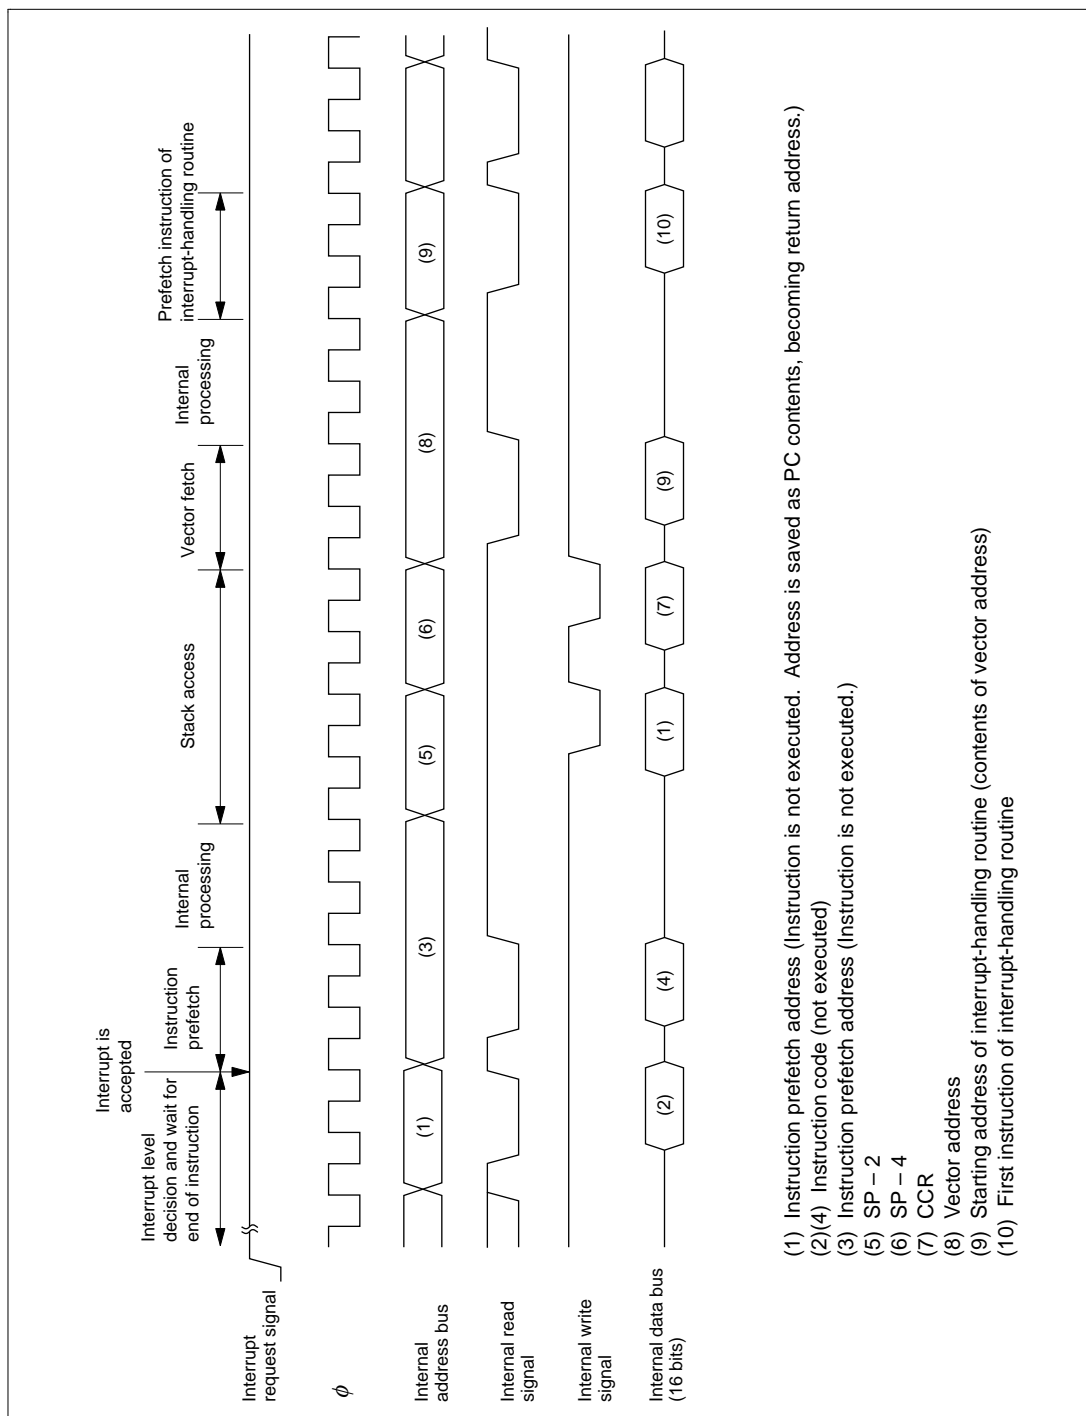 Interrupt is
accepted
Interrupt level
decision and wait for
end of instruction
Instruction
prefetch
Internal
processing
Stack access
Vector fetch
Internal
processing
Prefetch instruction of
interrupt-handling routine
Interrupt
request signal
ϕ
Internal
address bus
(1)
(3)
(5)
(6)
(8)
(9)
Internal read
signal
Internal write
signal
Internal data bus
(16 bits)
(2)
(4)
(1)
(7)
(9)
(10)
(1) Instruction prefetch address (Instruction is not executed. Address is saved as PC contents, becoming return address.)
(2)(4) Instruction code (not executed)
(3) Instruction prefetch address (Instruction is not executed.)
(5) SP – 2
(6) SP – 4
(7) CCR
(8) Vector address
(9) Starting address of interrupt-handling routine (contents of vector address)
(10) First instruction of interrupt-handling routine